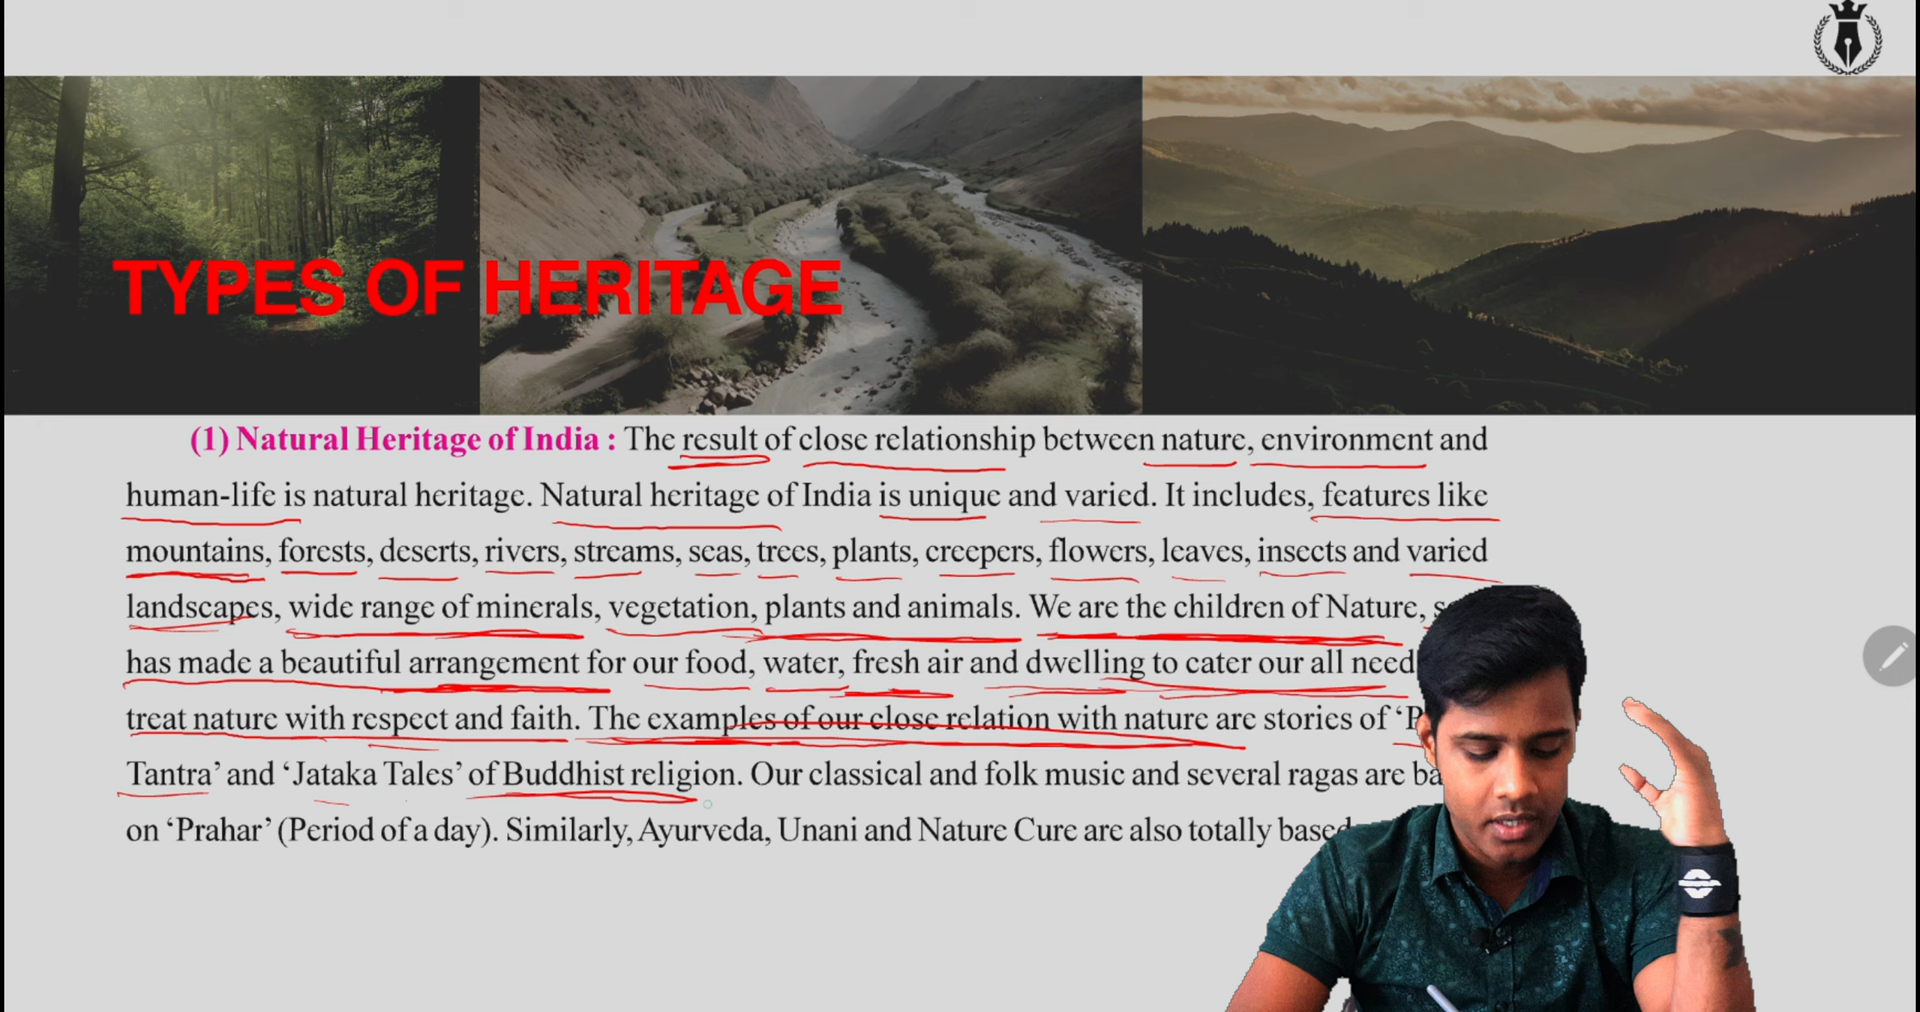 TYPES OF HERITAGE
(1) Natural Heritage of India : The result of close relationship between nature, environment and
human-life is natural heritage. Natural heritage of India is unique and varied. It includes, features like
mountains, forests, deserts, rivers, streams, seas, trees, plants, creepers, flowers, leaves, insects and varied
landscapes, wide range of minerals, vegetation, plants and animals. We are the children of Nature,
has made a beautiful arrangement for our food, water, fresh air and dwelling to cater our all need
treat nature with respect and faith. The examples of our close relation with nature are stories of
Tantra’ and ‘Jataka Tales’ of Buddhist religion. Our classical and folk music and several ragas are
on ‘Prahar’ (Period of a day). Similarly, Ayurveda, Unani and Nature Cure are also totally based